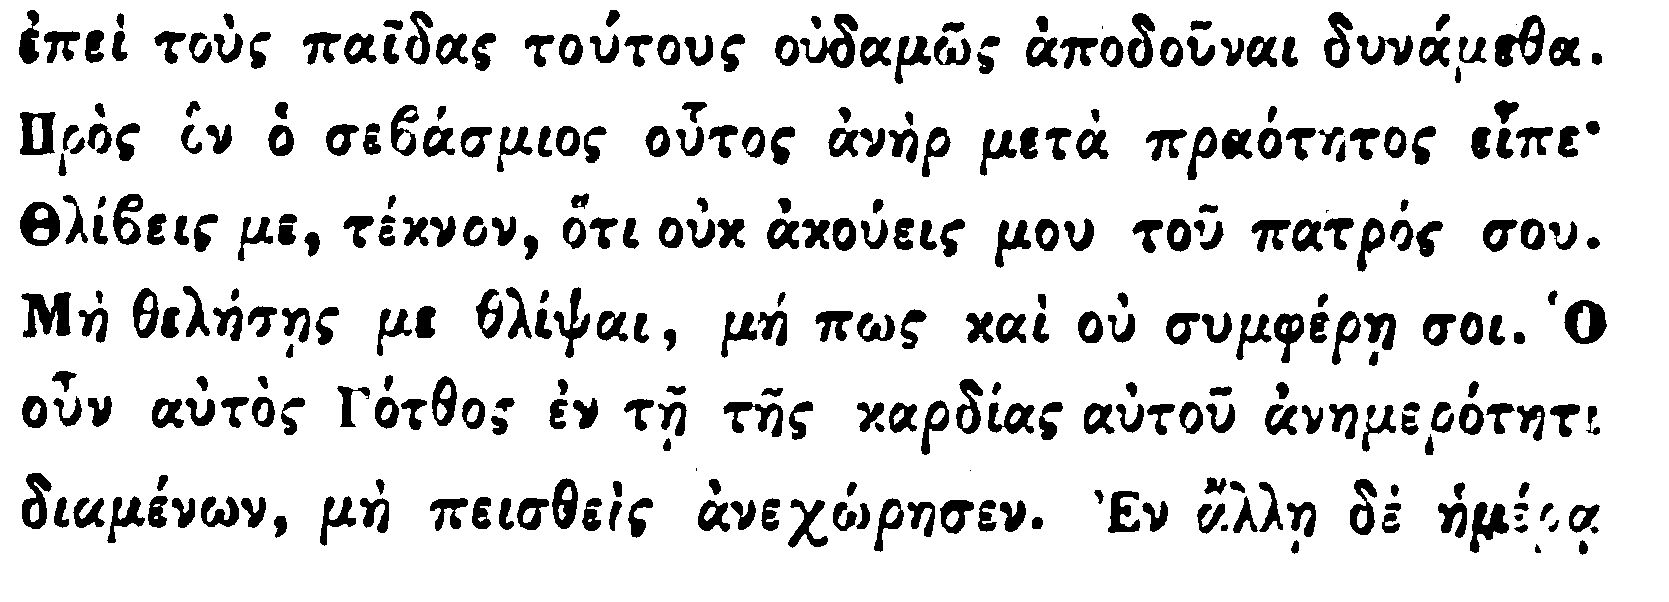 ἐπεὶ τοὺς παῖδας τούτους οὐδαμῶς ἀποδοῦναι δυνάμεθα.
Πρὸς ὃν ὁ σεβάσμιος οὗτος ἀνὴρ μετὰ πραότητος εἶπε·
Θλίβεις με, τέκνον, ὅτι οὐκ ἀκούεις μου τοῦ πατρός σου.
Μὴ θελήσῃς με θλίψαι, μή πως καὶ οὐ συμφέρῃ σοι. Ὁ
οὖν αὐτὸς Γότθος ἐν τῇ τῆς καρδίας αὐτοῦ ἀνημερότητι
διαμένων, μὴ πεισθεὶς ἀνεχώρησεν. Ἐν ἄλλῃ δὲ ἡμέρᾳ